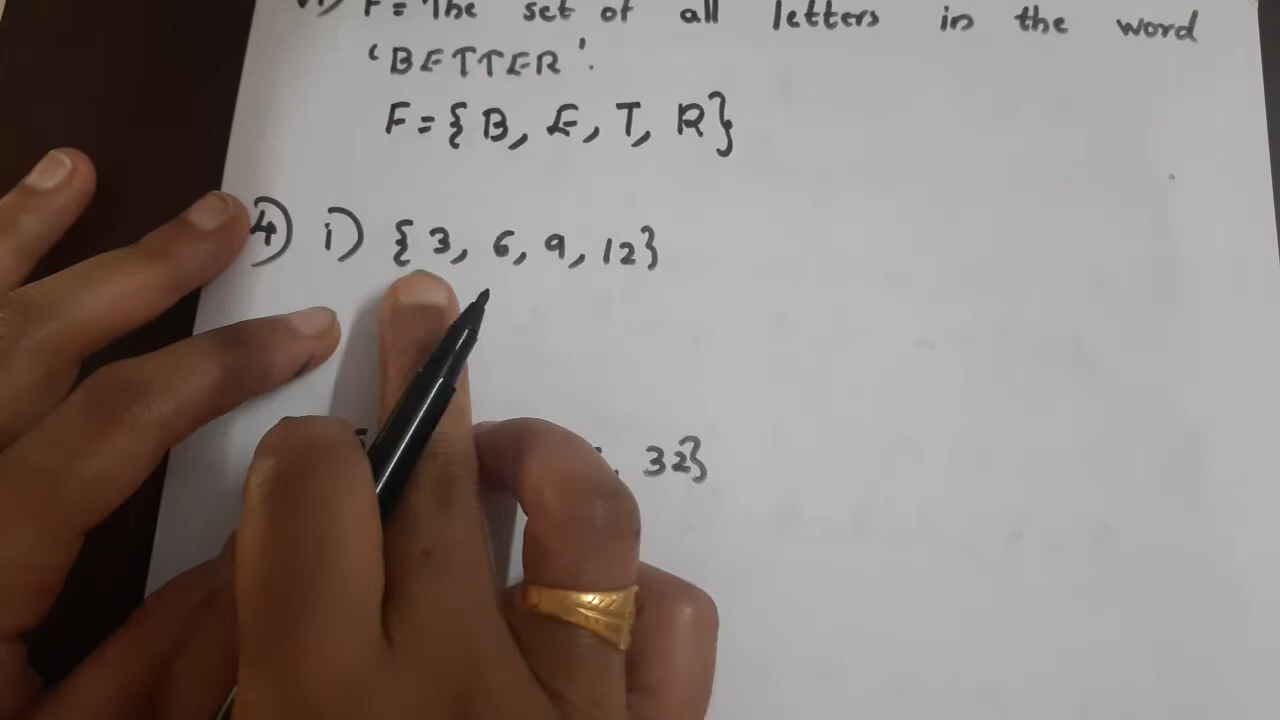 F = The set of all letters in the word
'BETTER'.
F = { B, E, T, R }
4) i) { 3, 6, 9, 12 }
32 }